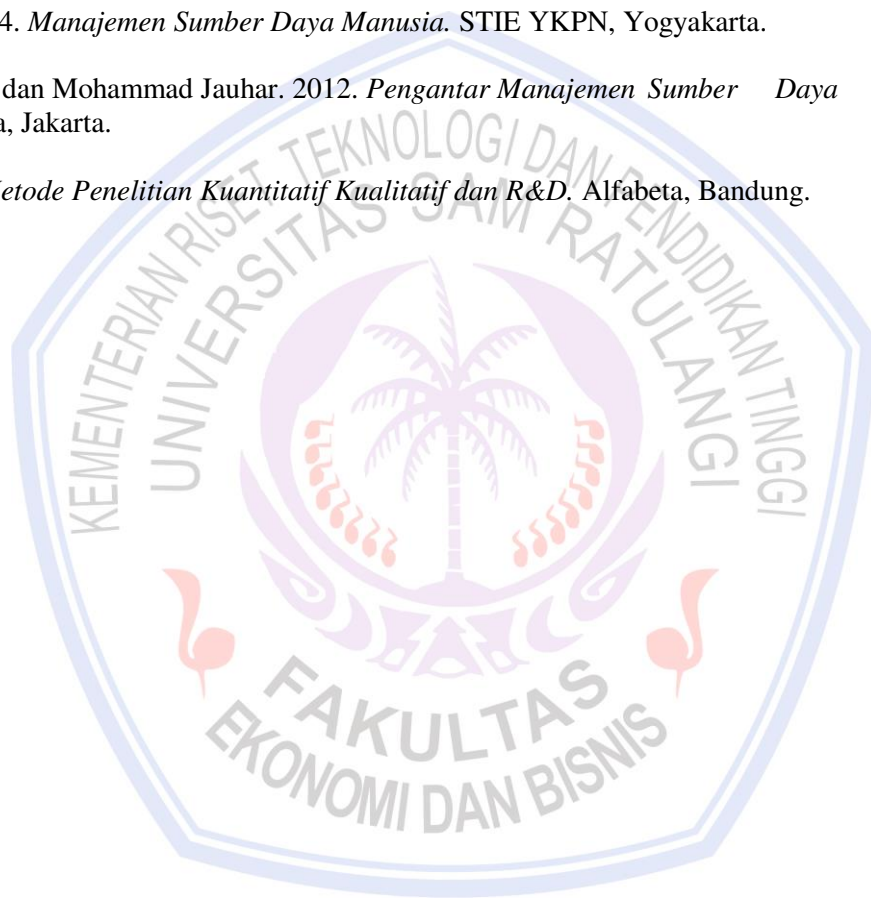 4. Manajemen Sumber Daya Manusia. STIE YKPN, Yogyakarta.
dan Mohammad Jauhar. 2012. Pengantar Manajemen Sumber Daya
a, Jakarta.
etode Penelitian Kuantitatif Kualitatif dan R&D. Alfabeta, Bandung.
KEMENTERIAN RISET TEKNOLOGI DAN PENDIDIKAN TINGGI
UNIVERSITAS SAM RATULANGI
FAKULTAS
EKONOMI DAN BISNIS